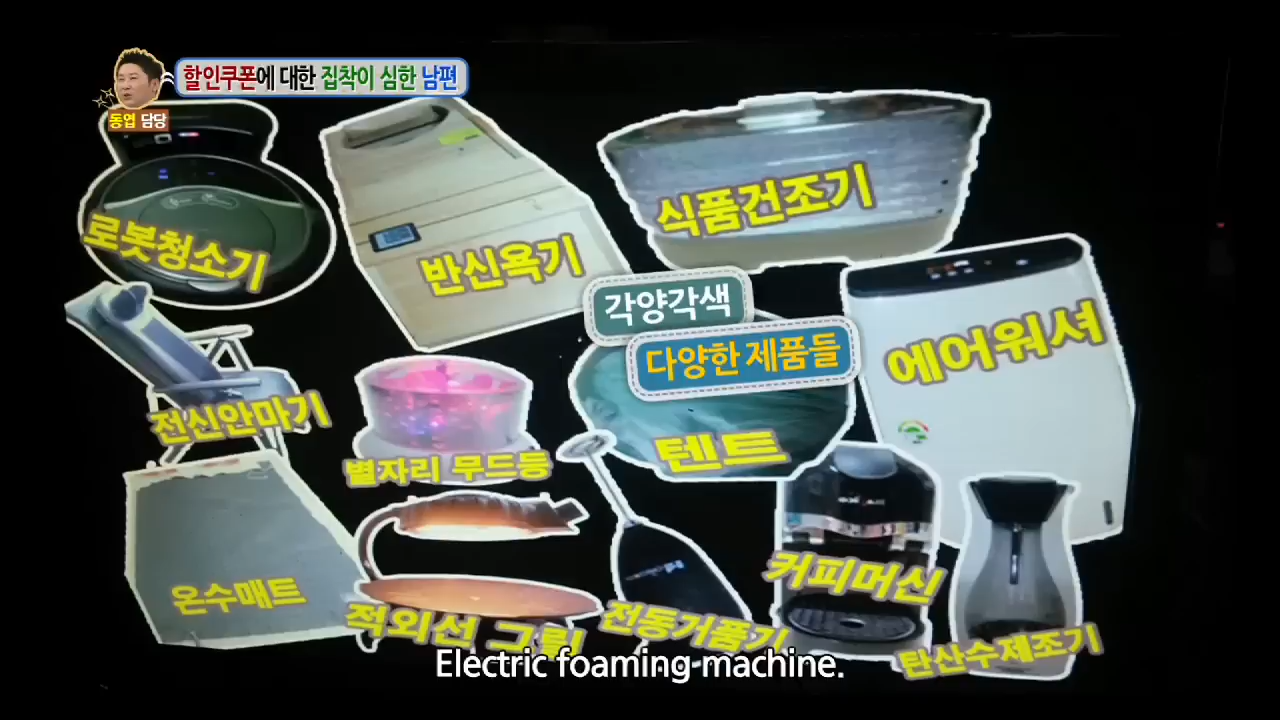 할인쿠폰에 대한 집착이 심한 남편
동엽 담당
로봇청소기
반신욕기
식품건조기
각양각색
다양한 제품들
에어워셔
전신안마기
별자리 무드등
텐트
온수매트
적외선 그릴
전동거품기
커피머신
탄산수제조기
Electric foaming machine.